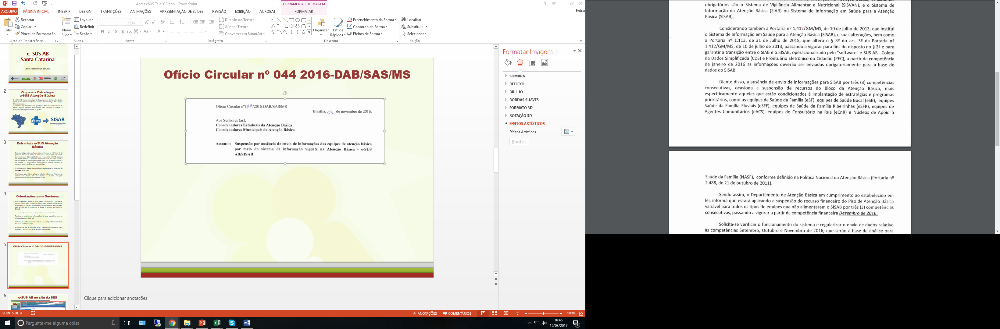 Apres eSUS Tele  GF.pptx - PowerPoint
FERRAMENTAS DE IMAGEM
ARQUIVO
PÁGINA INICIAL
INSERIR
DESIGN
TRANSIÇÕES
ANIMAÇÕES
APRESENTAÇÃO DE SLIDES
REVISÃO
EXIBIÇÃO
ACROBAT
FORMATAR
Entrar
Colar
Recortar
Copiar
Pincel de Formatação
Área de Transferência
Novo
Slide
Layout
Redefinir
Seção
Slides
28
N I S S abc AV Aa A
Fonte
Direção do Texto
Alinhar Texto
Converter em SmartArt
Parágrafo
Organizar
Estilos
Rápidos
Preenchimento da Forma
Contorno da Forma
Efeitos de Forma
Desenho
Localizar
Substituir
Selecionar
Edição
e-SUS AB
Santa Catarina
Carlos Alberto Vale da Costa
2
O que é a Estratégia
e-SUS Atenção Básica
SISAB
3
Estratégia e-SUS Atenção
Básica
4
Orientações para Gestores
5
Ofício Circular nº 044 2016-DAB/SAS/MS
6
e-SUS AB no site da SES
Ofício Circular nº 044 2016-DAB/SAS/MS
Ofício Circular nº 044 2016-DAB/SAS/MS
Brasília, 03 de novembro de 2016.
Aos Senhores (as),
Coordenadores Estaduais da Atenção Básica
Coordenadores Municipais da Atenção Básica
Assunto: Suspensão por ausência de envio de informações das equipes de atenção básica
por meio do sistema de informação vigente na Atenção Básica - e-SUS
AB/SISAB
Clique para adicionar anotações
Formatar Imagem
SOMBRA
REFLEXO
BRILHO
BORDAS SUAVES
FORMATO 3D
ROTAÇÃO 3D
EFEITOS ARTÍSTICOS
Efeitos Artísticos
Redefinir
SLIDE 5 DE 9
ANOTAÇÕES
COMENTÁRIOS
100%
Pergunte-me alguma coisa
16:46
15/03/2017
1
obrigatórios são o Sistema de Vigilância Alimentar e Nutricional (SISVAN), e o Sistema de
Informação da Atenção Básica (SIAB) ou Sistema de Informação em Saúde para a Atenção
Básica (SISAB).
Considerando também a Portaria nº 1.412/GM/MS, de 10 de julho de 2013, que institui
o Sistema de Informação em Saúde para a Atenção Básica (SISAB), e suas alterações, bem como
a Portaria nº 1.113, de 31 de Julho de 2015, que altera o § 3º do art. 3º da Portaria nº
1.412/GM/MS, de 10 de julho de 2013, passando a vigorar para fins do disposto no § 2º e para
garantir a transição entre o SIAB e o SISAB, operacionalizado pelo "software" e-SUS AB - Coleta
de Dados Simplificada (CDS) e Prontuário Eletrônico do Cidadão (PEC), a partir da competência
de janeiro de 2016 as informações deverão ser enviadas obrigatoriamente para a base de
dados do SISAB.
Diante disso, a ausência de envio de informações para SISAB por três (3) competências
consecutivas, ocasiona a suspensão de recursos do Bloco da Atenção Básica, mais
especificamente aqueles que estão condicionados à implantação de estratégias e programas
prioritários, como as equipes de Saúde da Família (eSF), equipes de Saúde Bucal (eSB), equipes
Saúde da Família Fluviais (eSFF), equipes de Saúde da Família Ribeirinhas (eSFR), equipes de
Agentes Comunitários (eACS), equipes de Consultório na Rua (eCnR) e Núcleos de Apoio à
Saúde da Família (NASF), conforme definido na Política Nacional da Atenção Básica (Portaria nº
2.488, de 21 de outubro de 2011).
Sendo assim, o Departamento de Atenção Básica em cumprimento ao estabelecido em
lei, informa que estará aplicando a suspensão do recurso financeiro do Piso de Atenção Básica
variável para todos os tipos de equipes que não alimentarem o SISAB por três (3) competências
consecutivas, passando a vigorar a partir da competência financeira Dezembro de 2016.
Solicita-se verificar o funcionamento do sistema e regularizar o envio de dados relativo
às competências Setembro, Outubro e Novembro de 2016, que serão à base de análise para